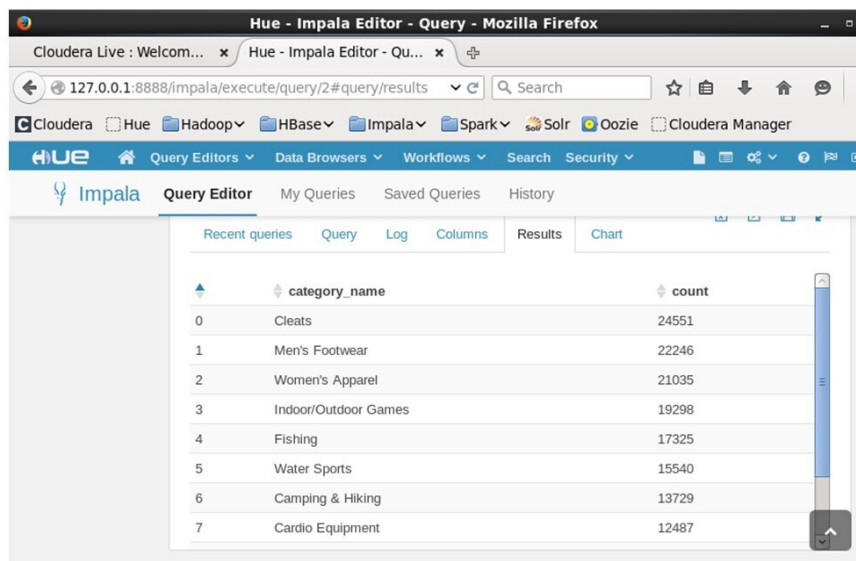 Hue - Impala Editor - Query - Mozilla Firefox
Cloudera Live : Welcom... × Hue - Impala Editor - Qu... ×
127.0.0.1:8888/impala/execute/query/2#query/results Search
Cloudera Hue Hadoop HBase Impala Spark Solr Oozie Cloudera Manager
HUE Query Editors Data Browsers Workflows Search Security
Impala Query Editor My Queries Saved Queries History
Recent queries Query Log Columns Results Chart
category_name count
0 Cleats 24551
1 Men's Footwear 22246
2 Women's Apparel 21035
3 Indoor/Outdoor Games 19298
4 Fishing 17325
5 Water Sports 15540
6 Camping & Hiking 13729
7 Cardio Equipment 12487